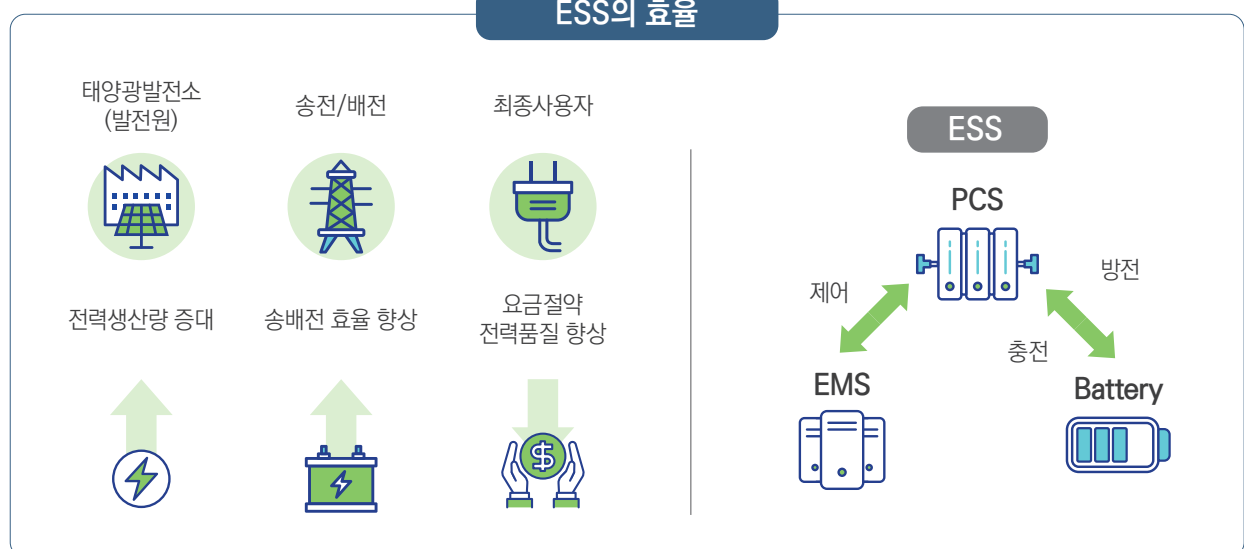 ESS의 효율
태양광발전소
(발전원)
송전/배전
최종사용자
전력생산량 증대
송배전 효율 향상
요금절약
전력품질 향상
$
ESS
PCS
제어
방전
충전
EMS
Battery